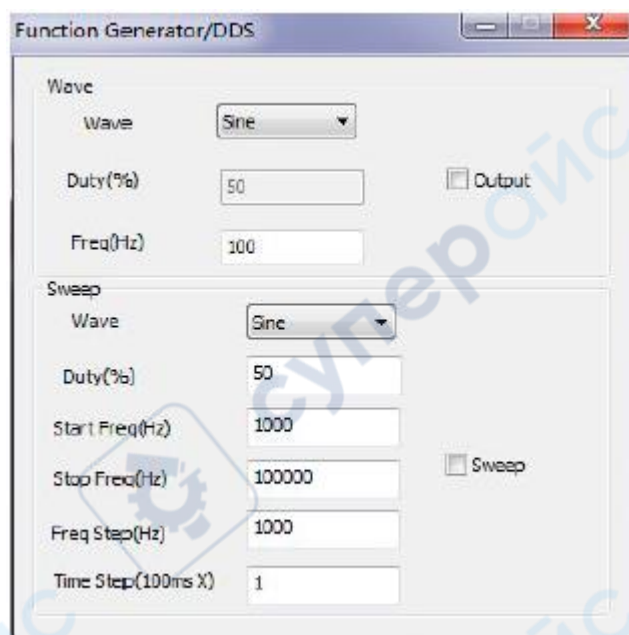 Function Generator/DDS
Wave
Wave Sine
Duty(%) 50 Output
Freq(Hz) 100
Sweep
Wave Sine
Duty(%) 50
Start Freq(Hz) 1000
Stop Freq(Hz) 100000 Sweep
Freq Step(Hz) 1000
Time Step(100ms X) 1
суперайс